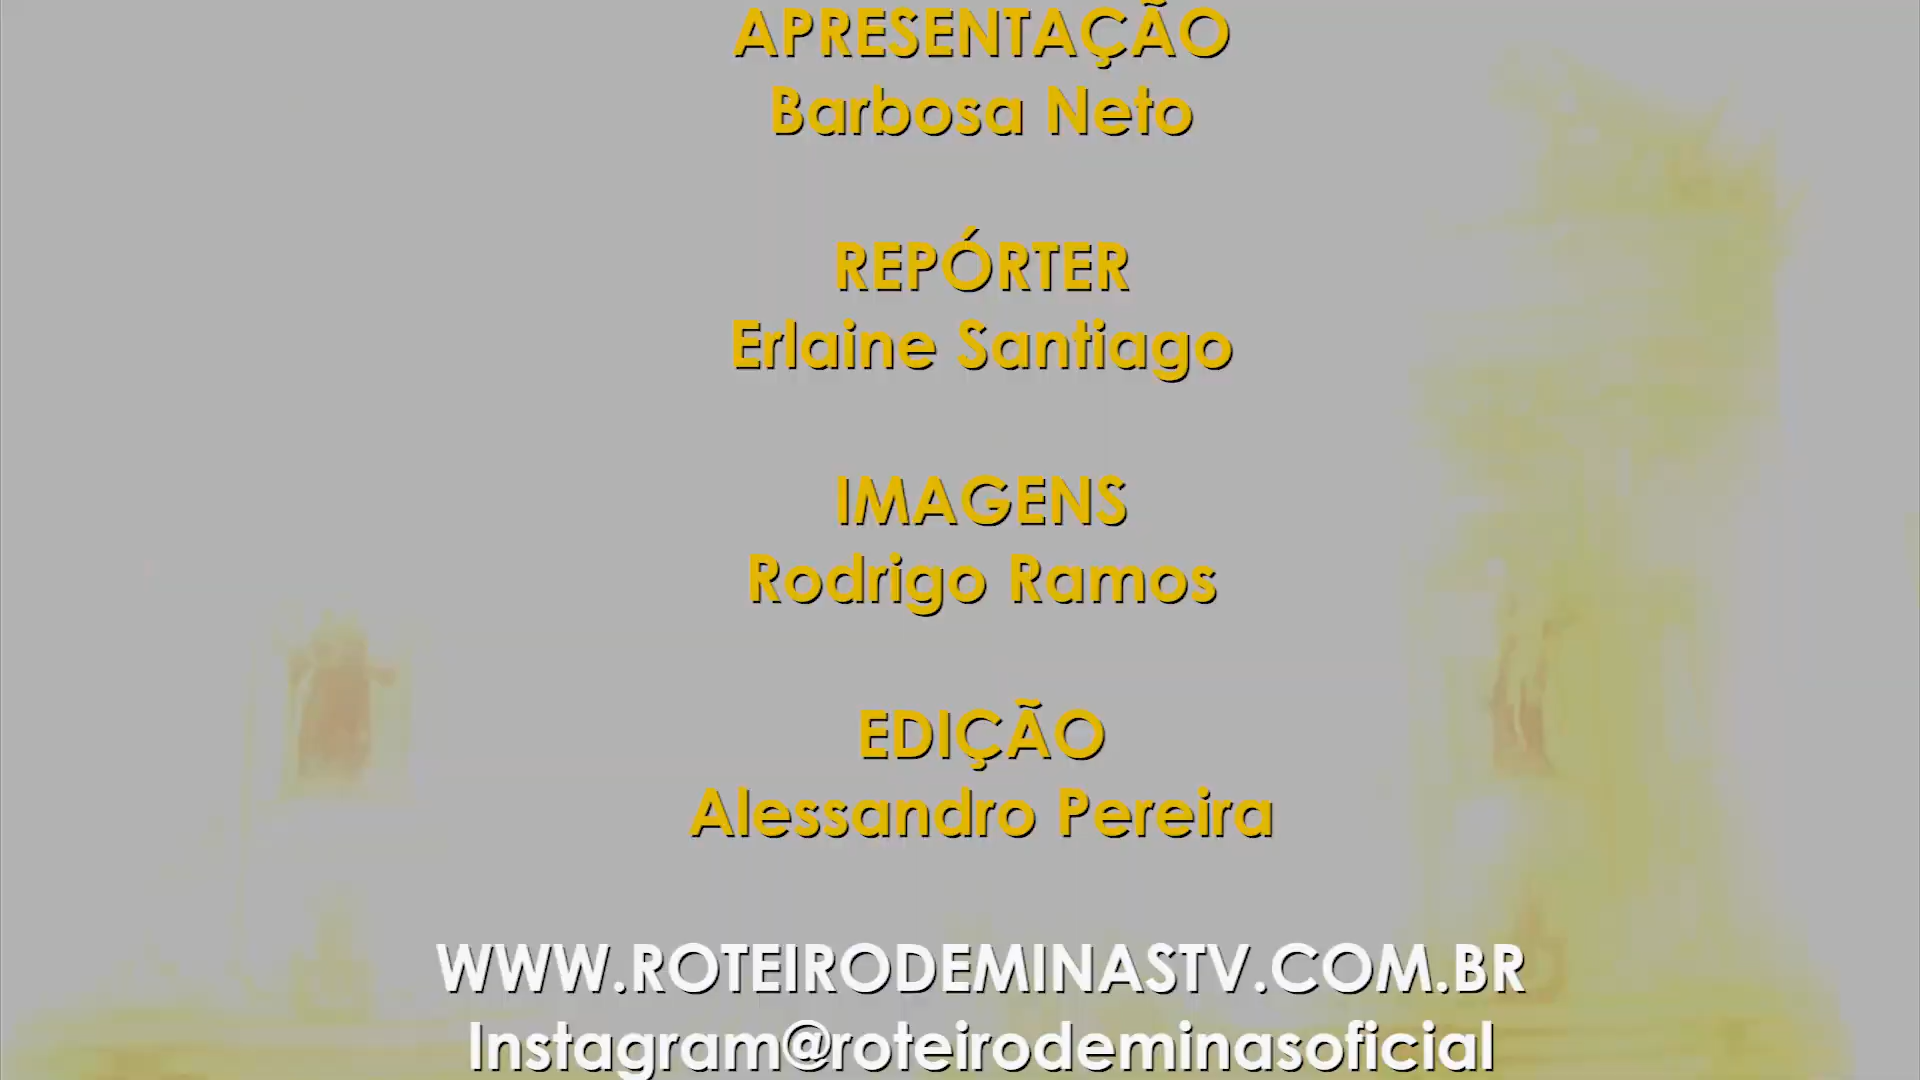 APRESENTAÇÃO
Barbosa Neto
REPÓRTER
Erlaine Santiago
IMAGENS
Rodrigo Ramos
EDIÇÃO
Alessandro Pereira
WWW.ROTEIRODEMINASTV.COM.BR
Instagram@roteirodeminasoficial